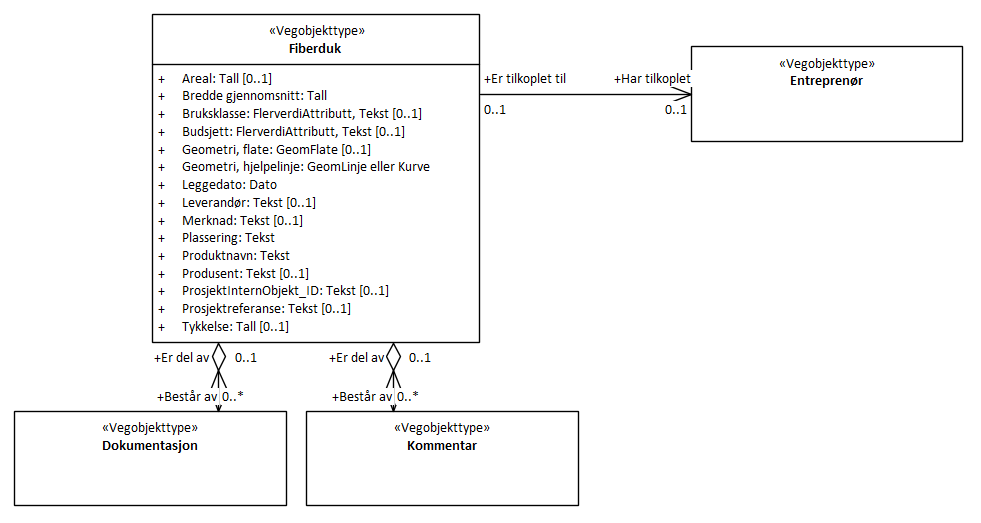 «Vegobjekttype»
Fiberduk
+ Areal: Tall [0..1]
+ Bredde gjennomsnitt: Tall
+ Bruksklasse: FlerverdiAttributt, Tekst [0..1]
+ Budsjett: FlerverdiAttributt, Tekst [0..1]
+ Geometri, flate: GeomFlate [0..1]
+ Geometri, hjelpelinje: GeomLinje eller Kurve
+ Leggedato: Dato
+ Leverandør: Tekst [0..1]
+ Merknad: Tekst [0..1]
+ Plassering: Tekst
+ Produktnavn: Tekst
+ Produsent: Tekst [0..1]
+ ProsjektInternObjekt_ID: Tekst [0..1]
+ Prosjektreferanse: Tekst [0..1]
+ Tykkelse: Tall [0..1]
+Er tilkoplet til +Har tilkoplet
0..1 0..1
«Vegobjekttype»
Entreprenør
+Er del av 0..1 +Er del av 0..1
+Består av 0..* +Består av 0..*
«Vegobjekttype»
Dokumentasjon
«Vegobjekttype»
Kommentar